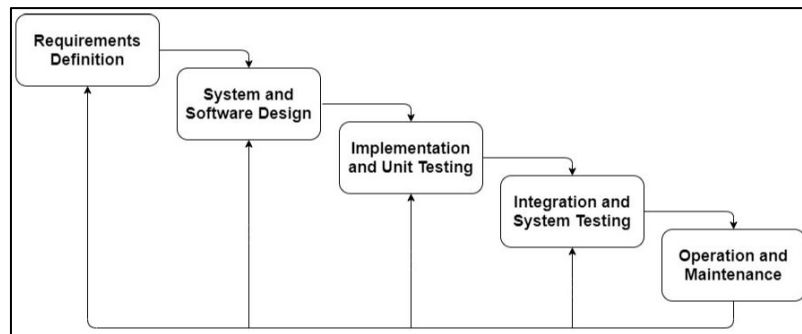 Requirements
Definition
System and
Software Design
Implementation
and Unit Testing
Integration and
System Testing
Operation and
Maintenance